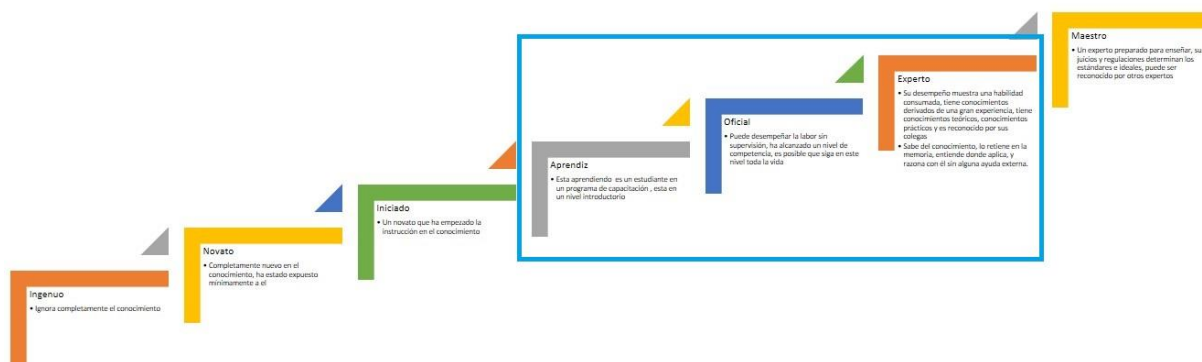 Ingenuo
• Ignora completamente el conocimiento
Novato
• Completamente nuevo en el
conocimiento, ha estado expuesto
mínimamente a el
Iniciado
• Un novato que ha empezado la
instrucción en el conocimiento
Aprendiz
• Esta aprendiendo es un estudiante en
un programa de capacitación , esta en
un nivel introductorio
Oficial
• Puede desempeñar la labor sin
supervisión, ha alcanzado un nivel de
competencia, es posible que siga en este
nivel toda la vida
Experto
• Su desempeño muestra una habilidad
consumada, tiene conocimientos
derivados de una gran experiencia, tiene
conocimientos teóricos, conocimientos
prácticos y es reconocido por sus
colegas
• Sabe del conocimiento, lo retiene en la
memoria, entiende donde aplica, y
razona con él sin alguna ayuda externa.
Maestro
• Un experto preparado para enseñar, su
juicios y regulaciones determinan los
estándares e ideales, puede ser
reconocido por otros expertos